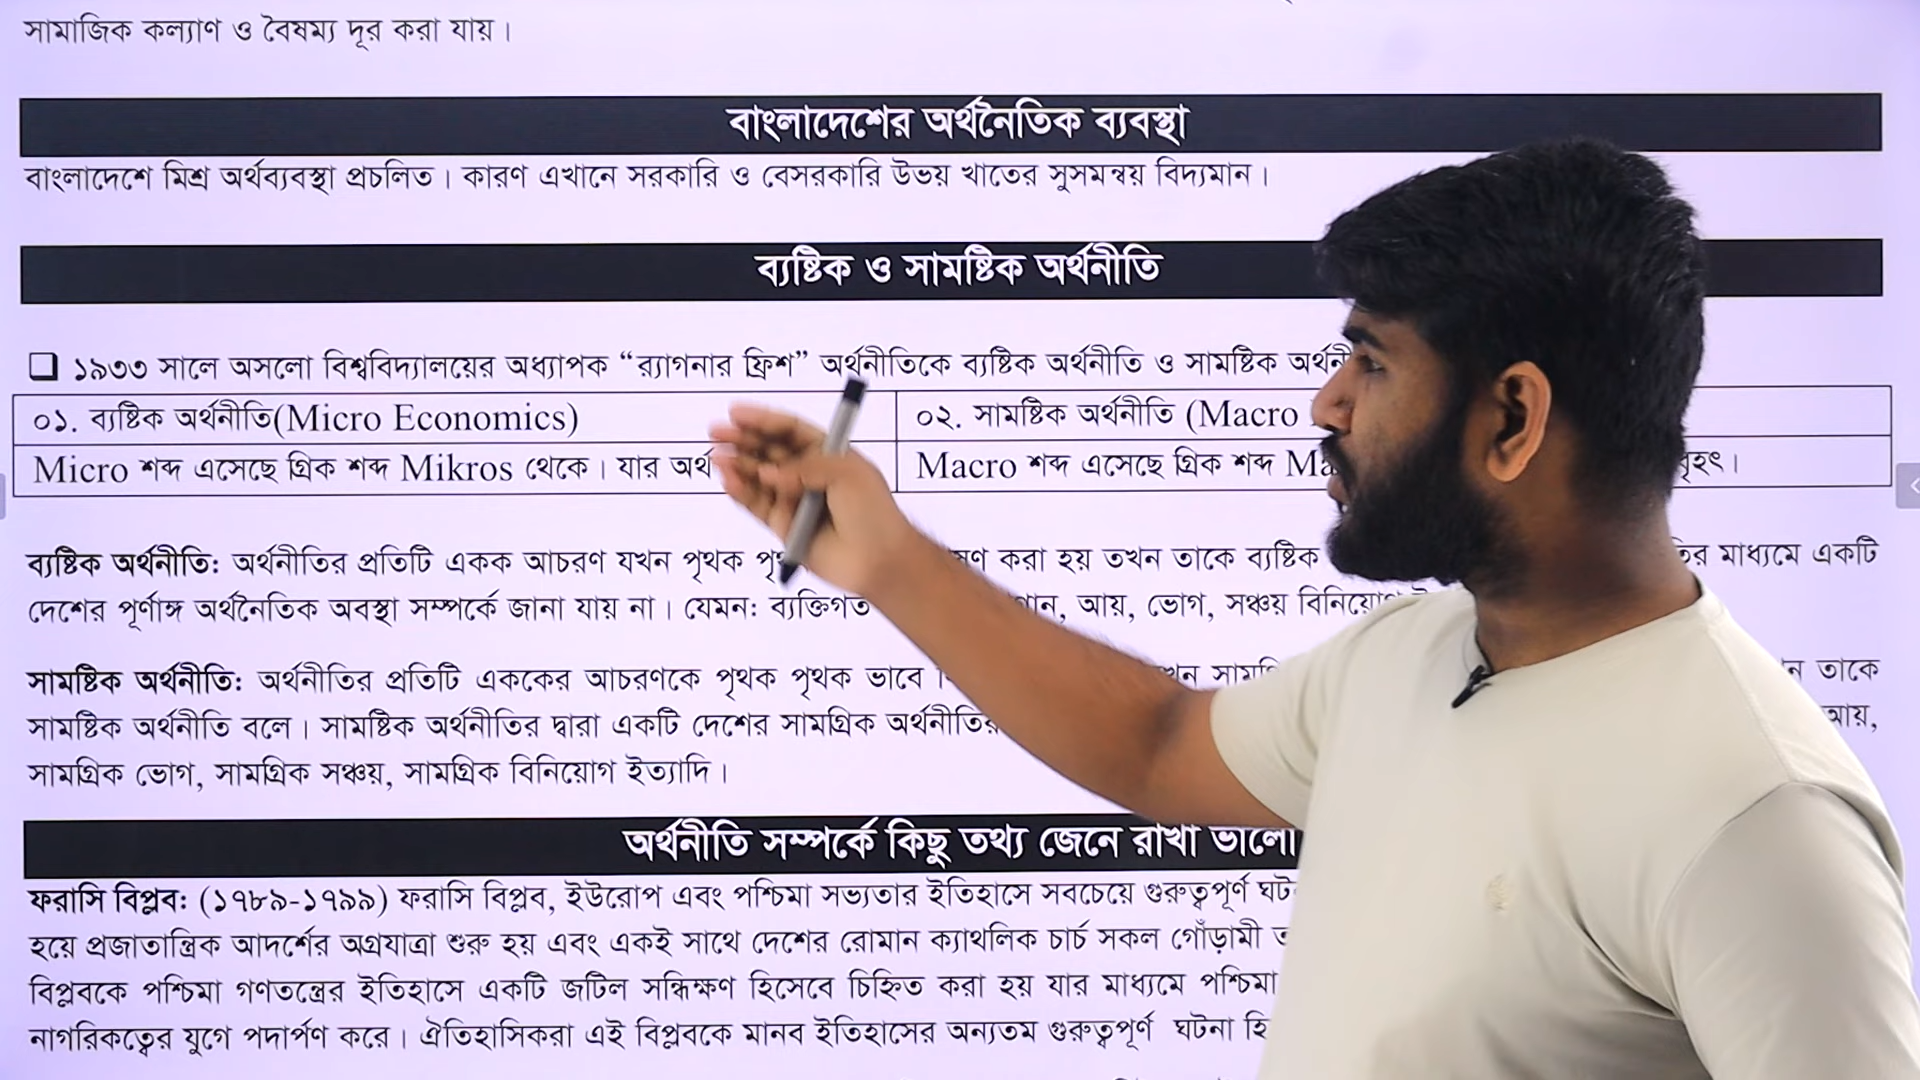 সামাজিক কল্যাণ ও বৈষম্য দূর করা যায়।
বাংলাদেশের অর্থনৈতিক ব্যবস্থা
বাংলাদেশে মিশ্র অর্থব্যবস্থা প্রচলিত। কারণ এখানে সরকারি ও বেসরকারি উভয় খাতের সুসমন্বয় বিদ্যমান।
ব্যষ্টিক ও সামষ্টিক অর্থনীতি
❑ ১৯৩৩ সালে অসলো বিশ্ববিদ্যালয়ের অধ্যাপক “র‍্যাগনার ফ্রিশ” অর্থনীতিকে ব্যষ্টিক অর্থনীতি ও সামষ্টিক
০১. ব্যষ্টিক অর্থনীতি(Micro Economics)
০২. সামষ্টিক অর্থনীতি (Macro
Micro শব্দ এসেছে গ্রিক শব্দ Mikros থেকে। যার অর্থ
Macro শব্দ এসেছে গ্রিক শব্দ
ব্যষ্টিক অর্থনীতি: অর্থনীতির প্রতিটি একক আচরণ যখন পৃথক করা হয় তখন তাকে ব্যষ্টিক মাধ্যমে একটি
দেশের পূর্ণাঙ্গ অর্থনৈতিক অবস্থা সম্পর্কে জানা যায় না। যেমন: ব্যক্তিগত আয়, ভোগ, সঞ্চয়
সামষ্টিক অর্থনীতি: অর্থনীতির প্রতিটি এককের আচরণকে পৃথক পৃথক ভাবে তাকে
সামষ্টিক অর্থনীতি বলে। সামষ্টিক অর্থনীতির দ্বারা একটি দেশের সামগ্রিক অর্থনীতির আয়,
সামগ্রিক ভোগ, সামগ্রিক সঞ্চয়, সামগ্রিক বিনিয়োগ ইত্যাদি।
অর্থনীতি সম্পর্কে কিছু তথ্য জেনে রাখা ভালো
ফরাসি বিপ্লব: (১৭৮৯-১৭৯৯) ফরাসি বিপ্লব, ইউরোপ এবং পশ্চিমা সভ্যতার ইতিহাসে সবচেয়ে গুরুত্বপূর্ণ
হয়ে প্রজাতান্ত্রিক আদর্শের অগ্রযাত্রা শুরু হয় এবং একই সাথে দেশের রোমান ক্যাথলিক চার্চ সকল গোঁড়ামী
বিপ্লবকে পশ্চিমা গণতন্ত্রের ইতিহাসে একটি জটিল সন্ধিক্ষণ হিসেবে চিহ্নিত করা হয় যার মাধ্যমে পশ্চিমা
নাগরিকত্বের যুগে পদার্পণ করে। ঐতিহাসিকরা এই বিপ্লবকে মানব ইতিহাসের অন্যতম গুরুত্বপূর্ণ ঘটনা